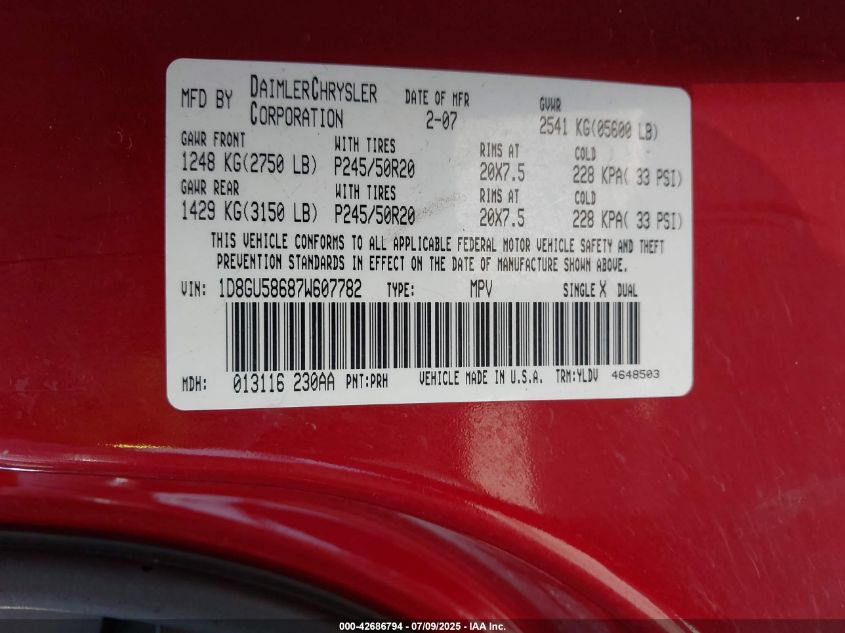 MFD BY DAIMLERCHRYSLER CORPORATION DATE OF MFR 2-07 GVWR 2541 KG(05600 LB)
GAWR FRONT WITH TIRES RIMS AT COLD
1248 KG(2750 LB) P245/50R20 20X7.5 228 KPA( 33 PSI)
GAWR REAR WITH TIRES RIMS AT COLD
1429 KG(3150 LB) P245/50R20 20X7.5 228 KPA( 33 PSI)
THIS VEHICLE CONFORMS TO ALL APPLICABLE FEDERAL MOTOR VEHICLE SAFETY AND THEFT
PREVENTION STANDARDS IN EFFECT ON THE DATE OF MANUFACTURE SHOWN ABOVE.
VIN: 1D8GU58687W607782 TYPE: MPV SINGLE X DUAL
MDH: 013116 230AA PNT:PRH VEHICLE MADE IN U.S.A. TRM:YLDV 4648503
000-42686794 - 07/09/2025 - IAA Inc.